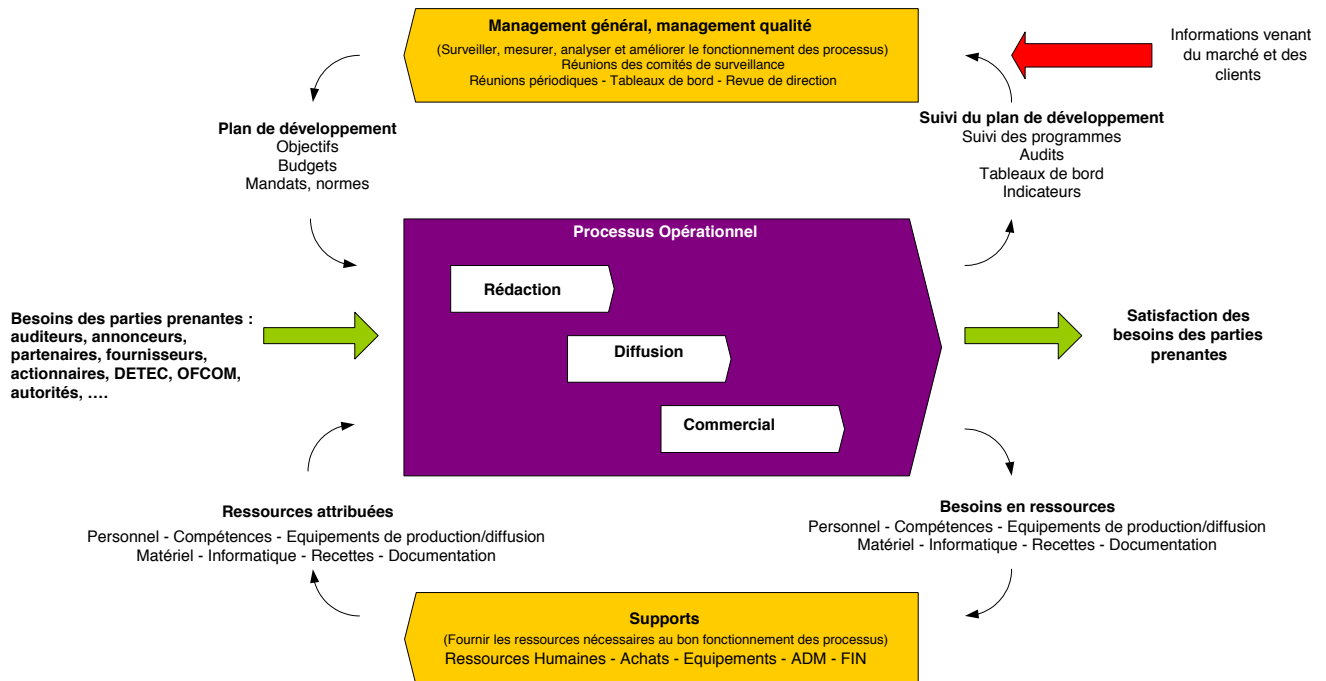 Management général, management qualité
(Surveiller, mesurer, analyser et améliorer le fonctionnement des processus)
Réunions des comités de surveillance
Réunions périodiques - Tableaux de bord - Revue de direction
Informations venant
du marché et des
clients
Plan de développement
Objectifs
Budgets
Mandats, normes
Suivi du plan de développement
Suivi des programmes
Audits
Tableaux de bord
Indicateurs
Processus Opérationnel
Rédaction
Diffusion
Commercial
Besoins des parties prenantes :
auditeurs, annonceurs,
partenaires, fournisseurs,
actionnaires, DETEC, OFCOM,
autorités, ….
Satisfaction des
besoins des parties
prenantes
Ressources attribuées
Personnel - Compétences - Equipements de production/diffusion
Matériel - Informatique - Recettes - Documentation
Besoins en ressources
Personnel - Compétences - Equipements de production/diffusion
Matériel - Informatique - Recettes - Documentation
Supports
(Fournir les ressources nécessaires au bon fonctionnement des processus)
Ressources Humaines - Achats - Equipements - ADM - FIN